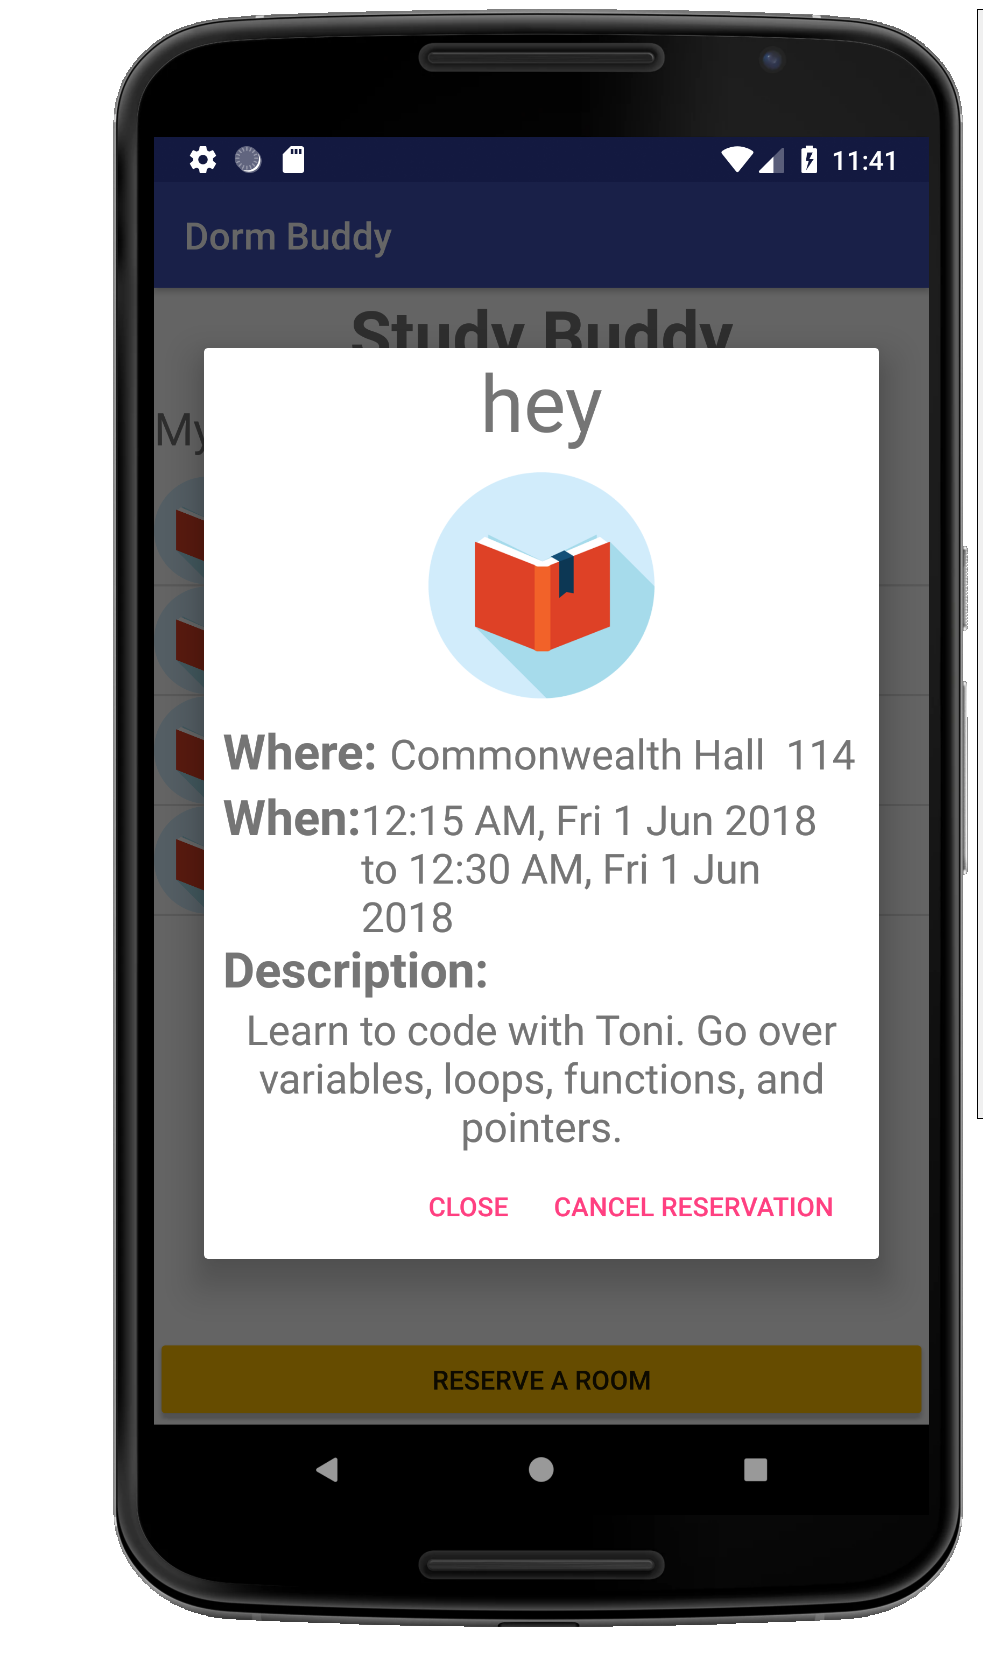 11:41
Dorm Buddy
Study Buddy
My
hey
Where: Commonwealth Hall 114
When:12:15 AM, Fri 1 Jun 2018
to 12:30 AM, Fri 1 Jun
2018
Description:
Learn to code with Toni. Go over
variables, loops, functions, and
pointers.
CLOSE CANCEL RESERVATION
RESERVE A ROOM